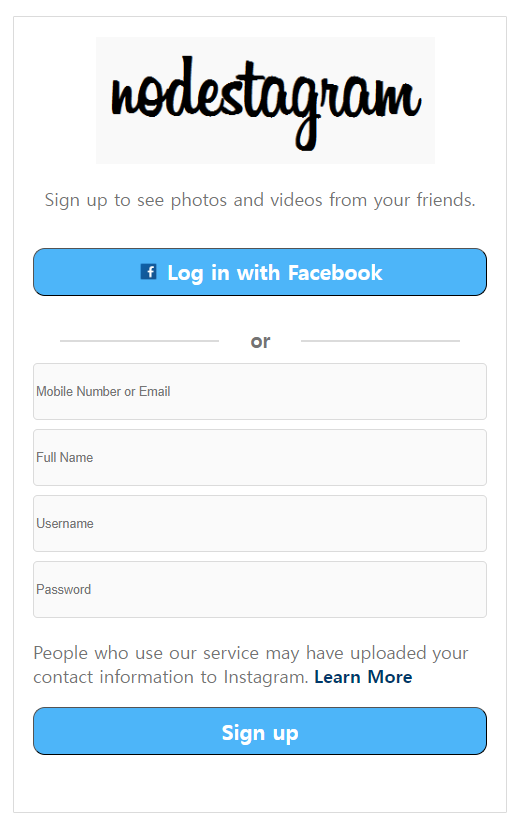 nodestagram
Sign up to see photos and videos from your friends.
Log in with Facebook
or
Mobile Number or Email
Full Name
Username
Password
People who use our service may have uploaded your
contact information to Instagram. Learn More
Sign up